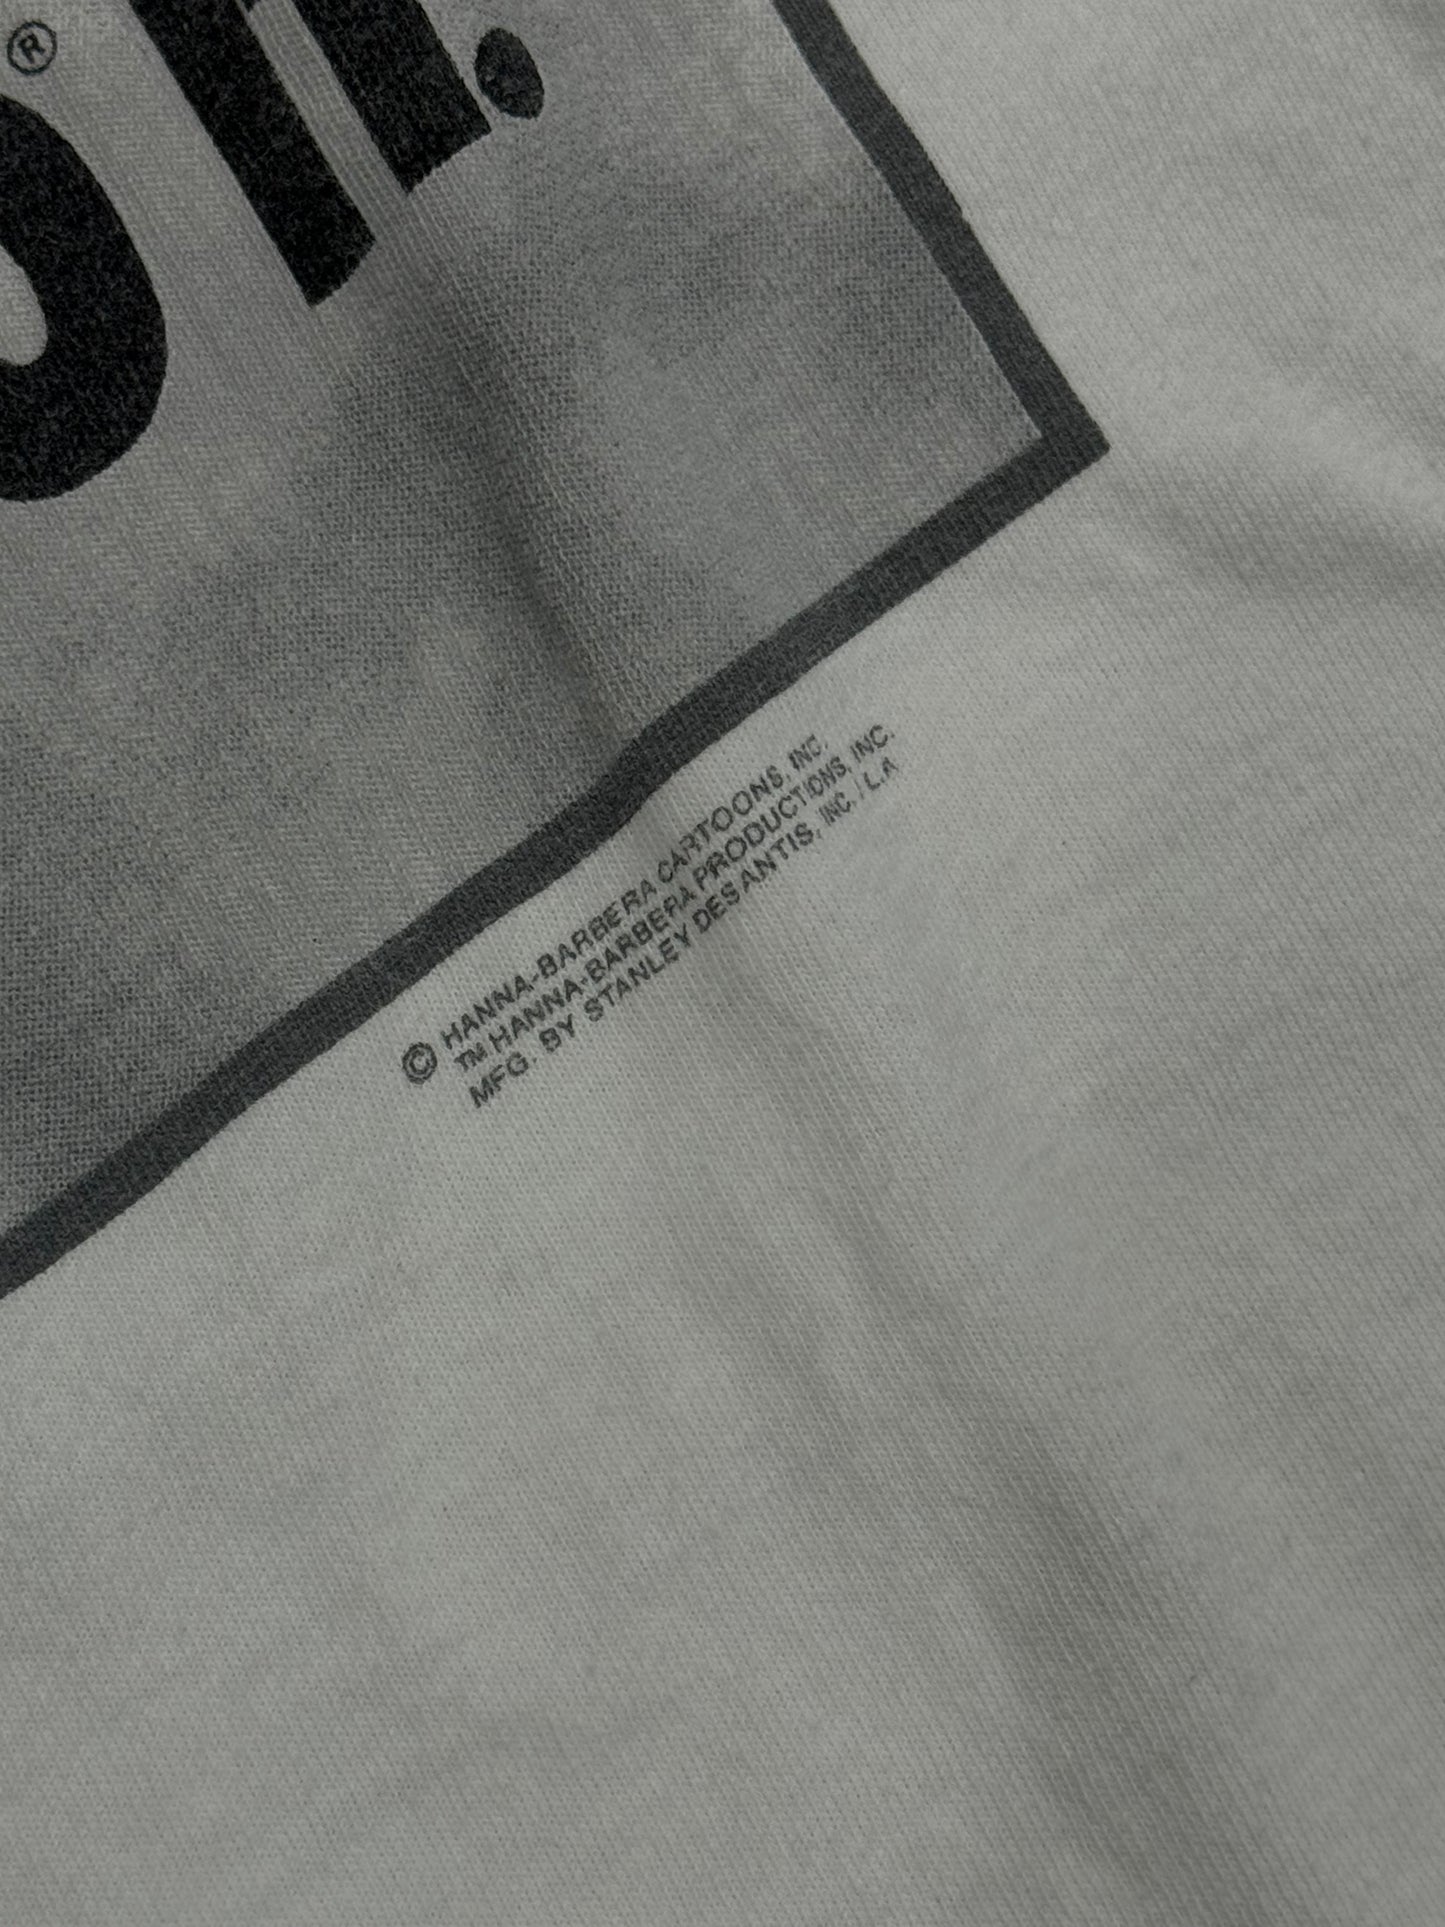 ®
© HANNA-BARBERA CARTOONS, INC.
TM HANNA-BARBERA PRODUCTIONS, INC.
MFG. BY STANLEY DESANTIS, INC. / L.A